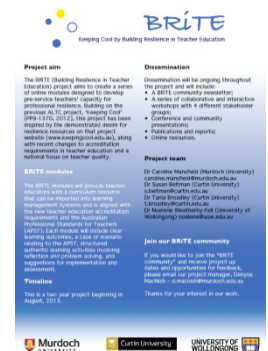 BRiTE
Keeping Cool by Building Resilience in Teacher Education
Project aim
The BRiTE (Building Resilience in Teacher
Education) project aims to create a series
of online modules designed to develop
pre-service teachers' capacity for
professional resilience. Building on the
previous ALTC project, 'Keeping Cool'
(PP9-1370, 2012), this project has been
inspired by the demonstrated desire for
resilience resources on that project
website (www.keepingcool.edu.au), along
with recent changes to accreditation
requirements in teacher education and a
national focus on teacher quality.
BRiTE modules
The BRiTE modules will provide teacher
educators with a curriculum resource
that can be imported into learning
management systems and is aligned with
the new teacher education accreditation
requirements and the Australian
Professional Standards for Teachers
(APST). Each module will include clear
learning outcomes, a case or scenario
relating to the APST, structured
authentic learning activities involving
reflection and problem solving, and
suggestions for implementation and
assessment.
Timeline
This is a two year project beginning in
August, 2013.
Dissemination
Dissemination will be ongoing throughout
the project and will include:
• A BRiTE community newsletter;
• A series of collaborative and interactive
workshops with 4 different stakeholder
groups;
• Conference and community
presentations;
• Publications and reports;
• Online resources.
Project team
Dr Caroline Mansfield (Murdoch University)
caroline.mansfield@murdoch.edu.au
Dr Susan Beltman (Curtin University)
s.beltman@curtin.edu.au
Dr Tania Broadley (Curtin University)
t.broadley@curtin.edu.au
Dr Noelene Weatherby-Fell (University of
Wollongong) noelene@uow.edu.au
Join our BRiTE community
If you would like to join the "BRiTE
community" and receive project up
dates and opportunities for feedback,
please email our project manager, Denyse
MacNish – d.macnish@murdoch.edu.au
Thanks for your interest in our work.
Murdoch
UNIVERSITY
Curtin University
UNIVERSITY OF
WOLLONGONG